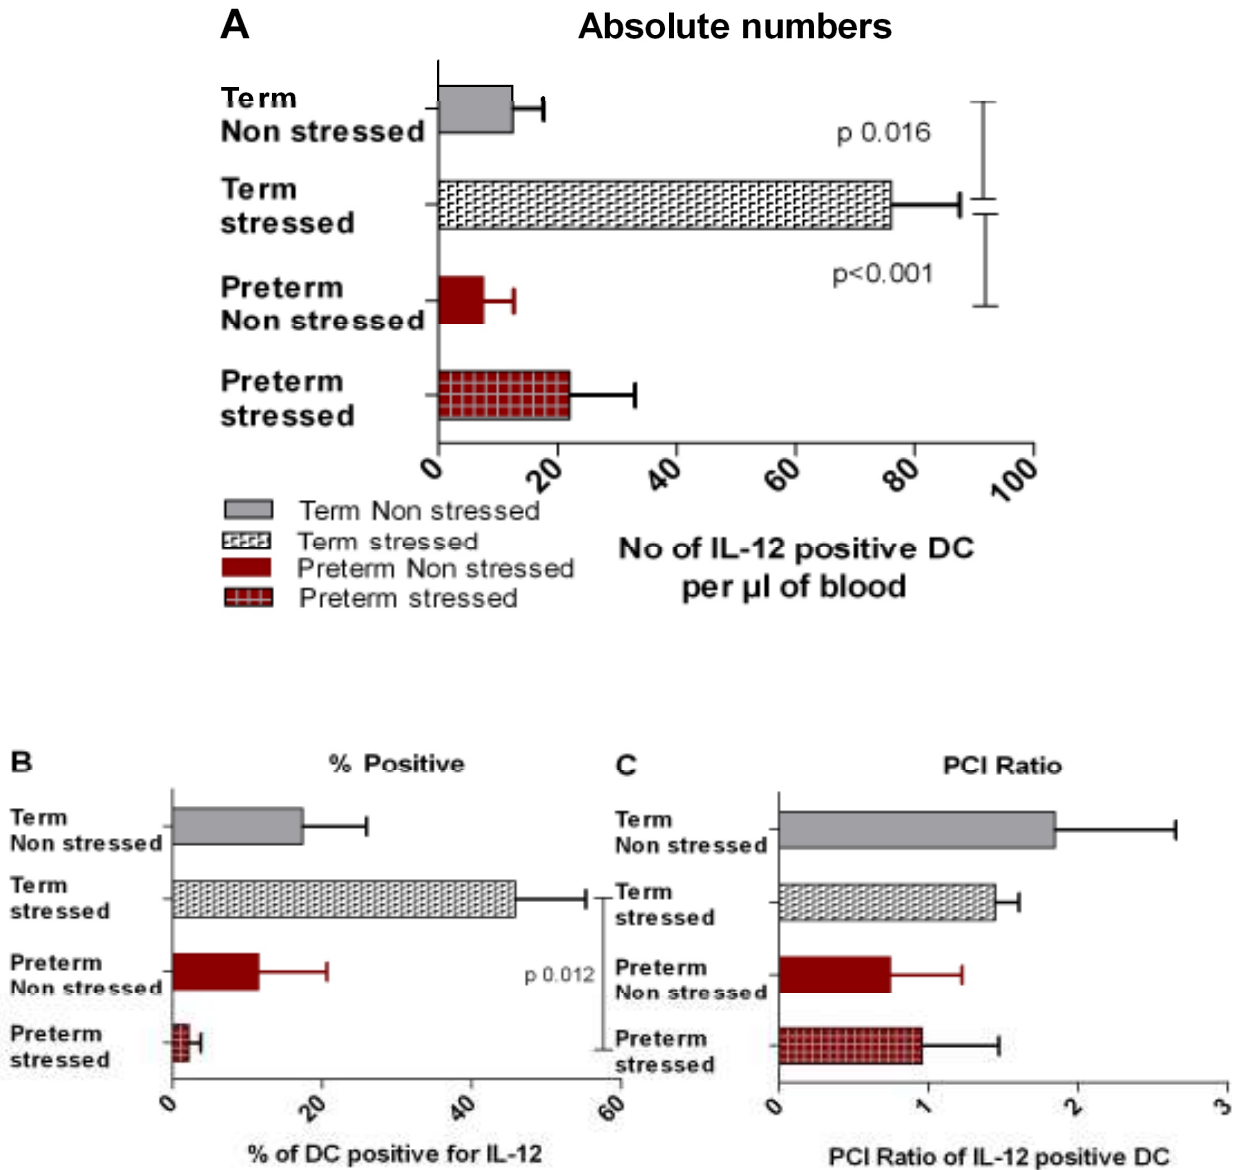 A
Absolute numbers
Term
Non stressed
p 0.016
Term
stressed
p<0.001
Preterm
Non stressed
Preterm
stressed
0 20 40 60 80 100
Term Non stressed
Term stressed
Preterm Non stressed
Preterm stressed
No of IL-12 positive DC
per µl of blood
B
% Positive
Term
Non stressed
Term
stressed
Preterm
Non stressed
p 0.012
Preterm
stressed
0 20 40 60
% of DC positive for IL-12
C
PCI Ratio
Term
Non stressed
Term
stressed
Preterm
Non stressed
Preterm
stressed
0 1 2 3
PCI Ratio of IL-12 positive DC